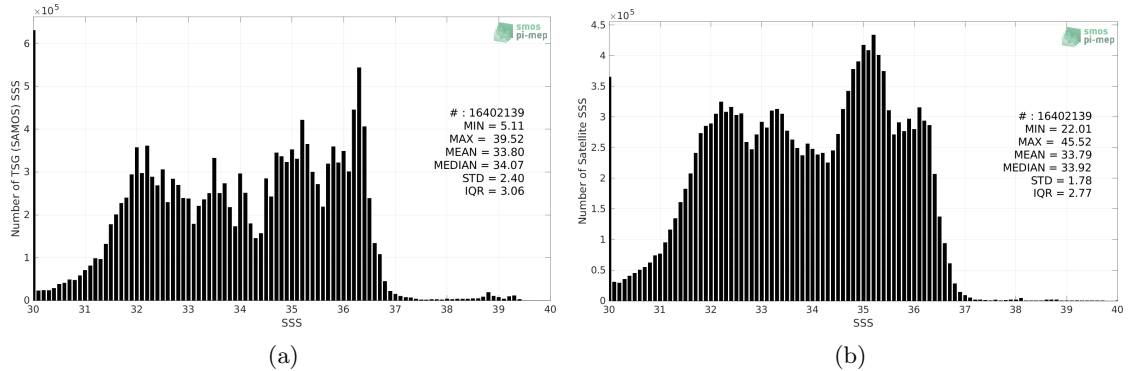 ×10^5
smos
pi-mep
6
5
4
3
2
1
0
Number of TSG (SAMOS) SSS
# : 16402139
MIN = 5.11
MAX = 39.52
MEAN = 33.80
MEDIAN = 34.07
STD = 2.40
IQR = 3.06
30 31 32 33 34 35 36 37 38 39 40
SSS
(a)
×10^5
smos
pi-mep
4.5
4
3.5
3
2.5
2
1.5
1
0.5
0
Number of Satellite SSS
# : 16402139
MIN = 22.01
MAX = 45.52
MEAN = 33.79
MEDIAN = 33.92
STD = 1.78
IQR = 2.77
30 31 32 33 34 35 36 37 38 39 40
SSS
(b)